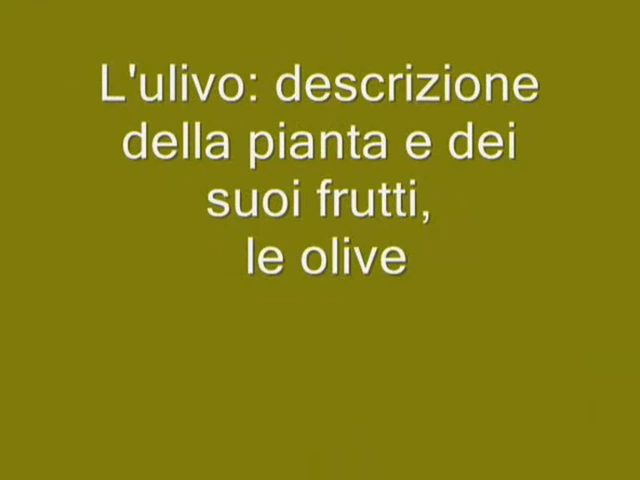 L'ulivo: descrizione
della pianta e dei
suoi frutti,
le olive